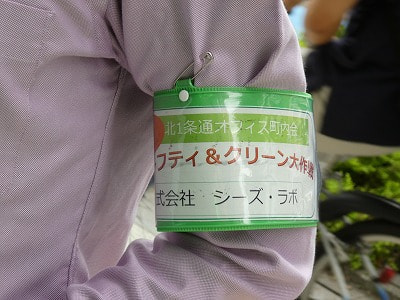 北1条通オフィス町内会
フティ&クリーン大作戦
式会社 シーズ・ラボ